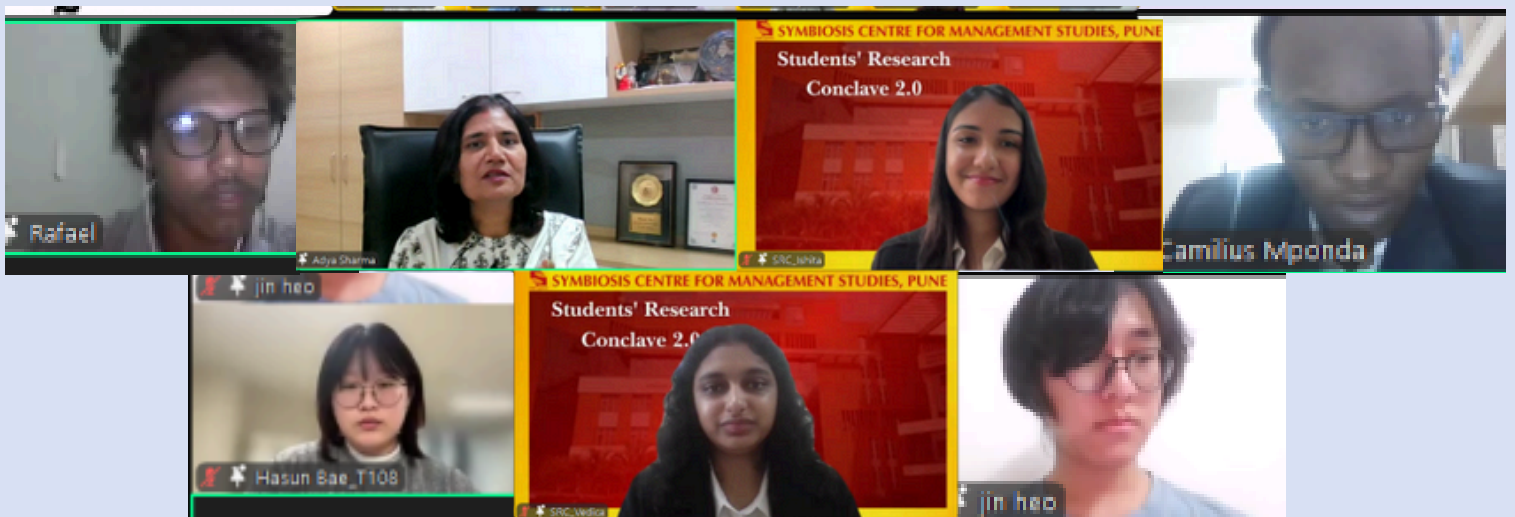 SYMBIOSIS CENTRE FOR MANAGEMENT STUDIES, PUNE
Students' Research
Conclave 2.0
Rafael
Adya Sharma
SRC_Ishita
Camilius Mponda
jin heo
SYMBIOSIS CENTRE FOR MANAGEMENT STUDIES, PUNE
Students' Research
Conclave 2.0
Hasun Bae_T108
SRC_Vedica
jin heo